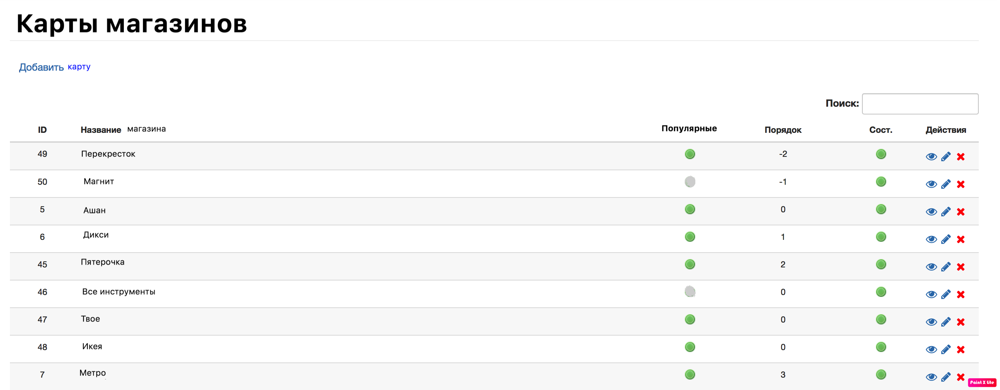 Карты магазинов
Добавить карту
Поиск:
ID Название магазина Популярные Порядок Сост. Действия
49 Перекресток -2
50 Магнит -1
5 Ашан 0
6 Дикси 1
45 Пятерочка 2
46 Все инструменты 0
47 Твое 0
48 Икея 0
7 Метро 3
Paint X Lite